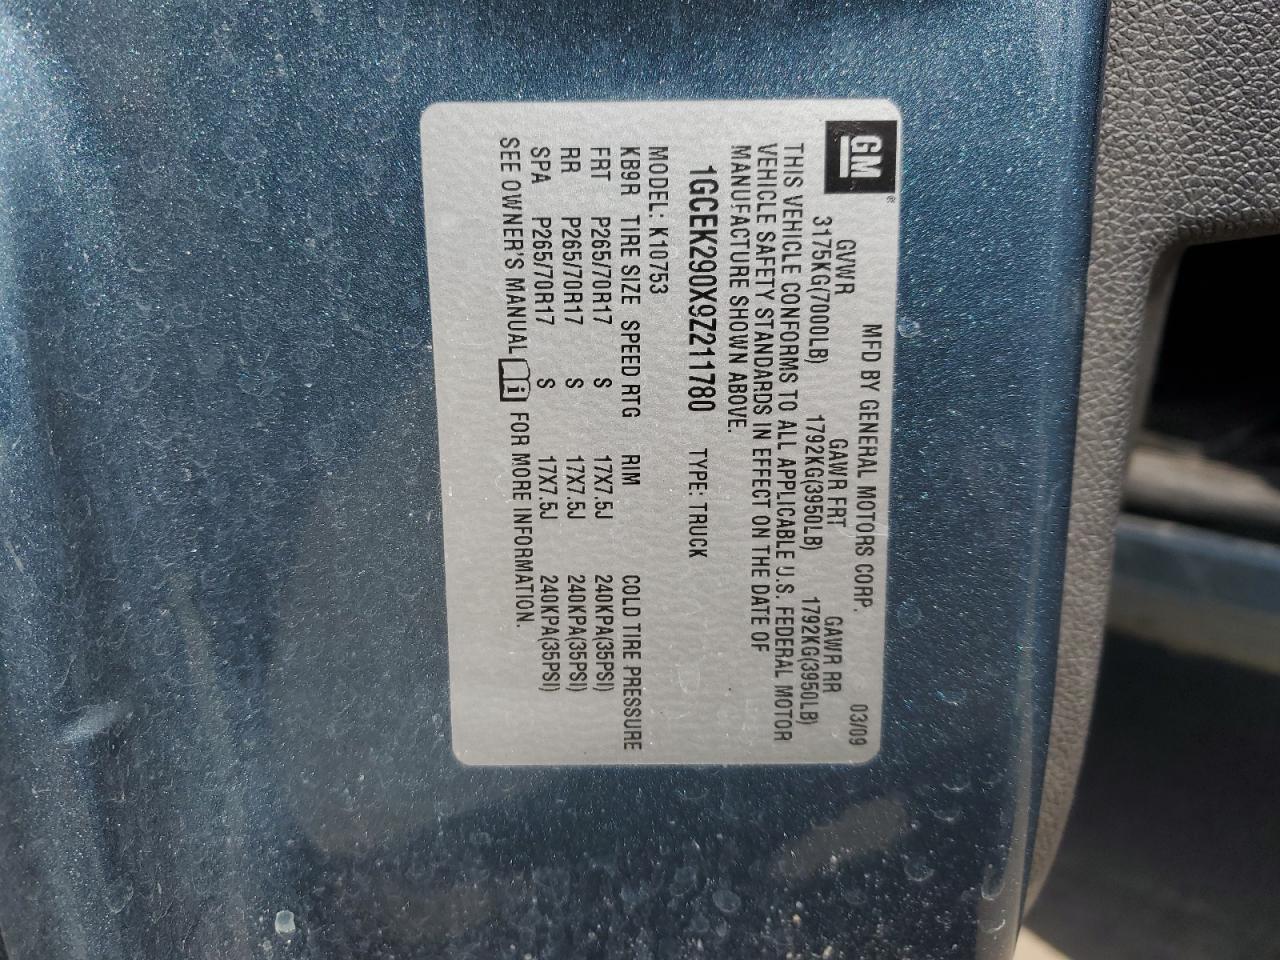 GM®
MFD BY GENERAL MOTORS CORP. 03/09
GVWR GAWR FRT GAWR RR
3175KG(7000LB) 1792KG(3950LB) 1792KG(3950LB)
THIS VEHICLE CONFORMS TO ALL APPLICABLE U.S. FEDERAL MOTOR
VEHICLE SAFETY STANDARDS IN EFFECT ON THE DATE OF
MANUFACTURE SHOWN ABOVE.
1GCEK290X9Z211780 TYPE: TRUCK
MODEL: K10753
KB9R TIRE SIZE SPEED RTG RIM COLD TIRE PRESSURE
FRT P265/70R17 S 17X7.5J 240KPA(35PSI)
RR P265/70R17 S 17X7.5J 240KPA(35PSI)
SPA P265/70R17 S 17X7.5J 240KPA(35PSI)
SEE OWNER'S MANUAL i FOR MORE INFORMATION.